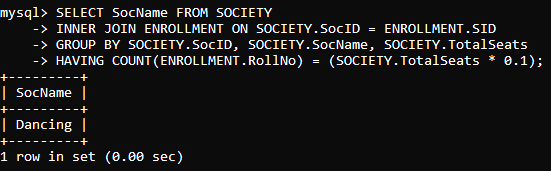 mysql> SELECT SocName FROM SOCIETY
    -> INNER JOIN ENROLLMENT ON SOCIETY.SocID = ENROLLMENT.SID
    -> GROUP BY SOCIETY.SocID, SOCIETY.SocName, SOCIETY.TotalSeats
    -> HAVING COUNT(ENROLLMENT.RollNo) = (SOCIETY.TotalSeats * 0.1);
+---------+
| SocName |
+---------+
| Dancing |
+---------+
1 row in set (0.00 sec)